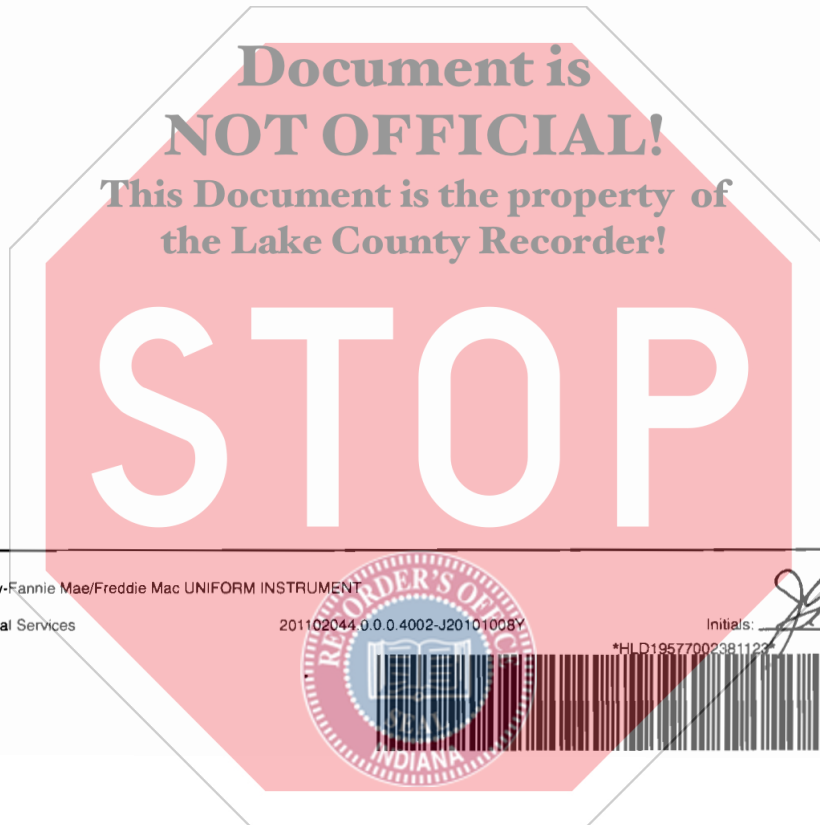 Document is
NOT OFFICIAL!
This Document is the property of
the Lake County Recorder!
STOP
y-Fannie Mae/Freddie Mac UNIFORM INSTRUMENT
al Services 201102044.0.0.0.4002-J20101008Y Initials:
*HLD19577002381123*
RECORDER'S OFFICE
SEAL
INDIANA